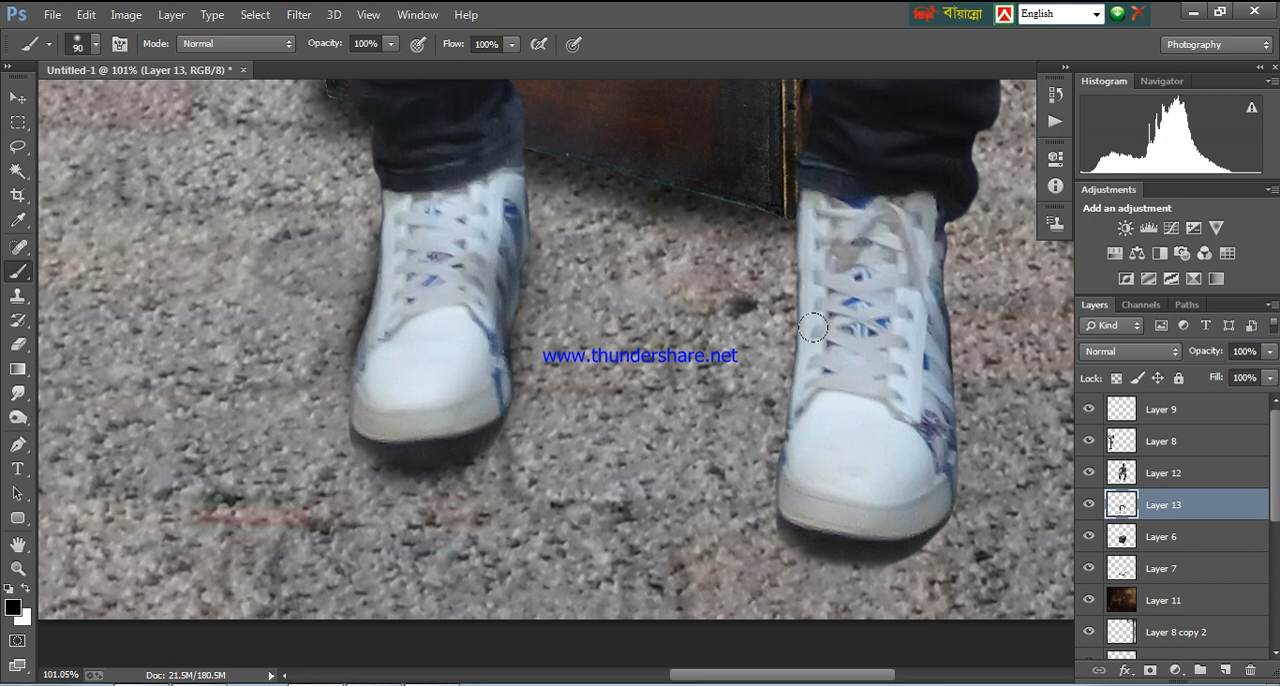 Ps File Edit Image Layer Type Select Filter 3D View Window Help
বাঁয়ান্নো English
90 Mode: Normal Opacity: 100% Flow: 100% Photography
Untitled-1 @ 101% (Layer 13, RGB/8) * ×
Histogram Navigator
Adjustments
Add an adjustment
Layers Channels Paths
Kind
Normal Opacity: 100%
Lock: Fill: 100%
Layer 9
Layer 8
Layer 12
Layer 13
Layer 6
Layer 7
Layer 11
Layer 8 copy 2
www.thundershare.net
101.05% Doc: 21.5M/180.5M